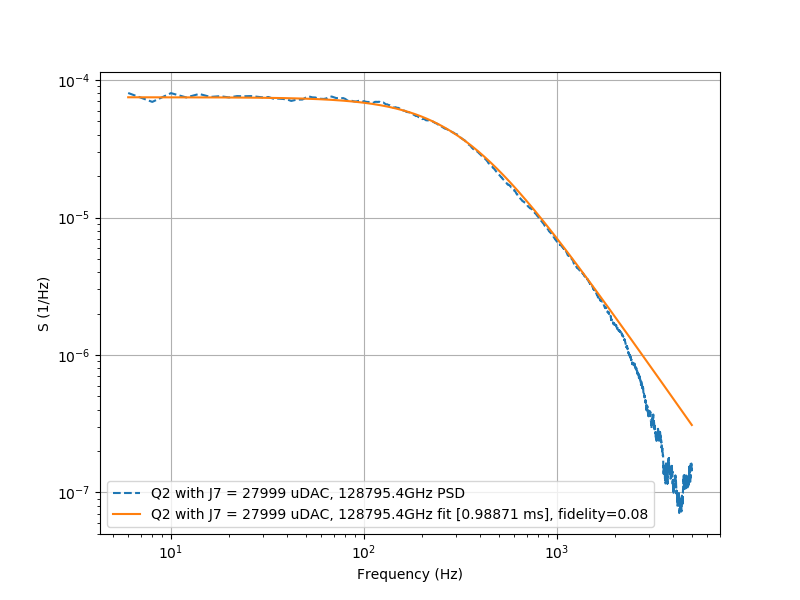 10⁻⁴
10⁻⁵
10⁻⁶
10⁻⁷
S (1/Hz)
Q2 with J7 = 27999 uDAC, 128795.4GHz PSD
Q2 with J7 = 27999 uDAC, 128795.4GHz fit [0.98871 ms], fidelity=0.08
10¹
10²
10³
Frequency (Hz)